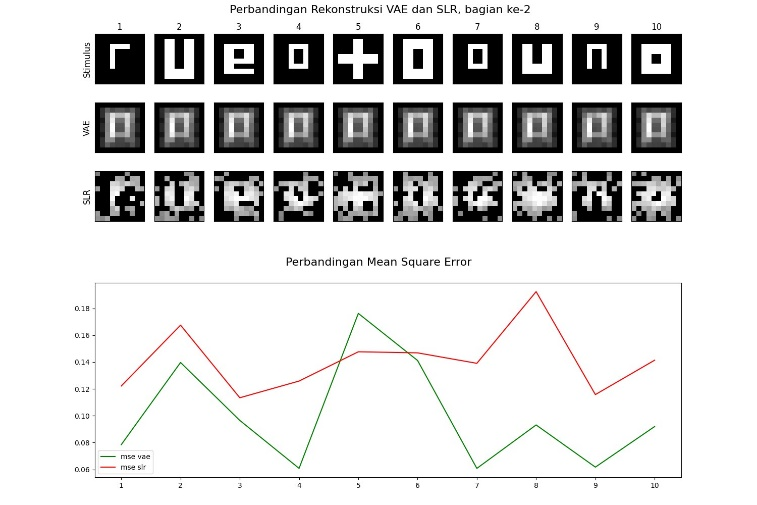 Perbandingan Rekonstruksi VAE dan SLR, bagian ke-2
1 2 3 4 5 6 7 8 9 10
Stimulus
VAE
SLR
Perbandingan Mean Square Error
0.18
0.16
0.14
0.12
0.10
0.08
0.06
mse vae
mse slr
1 2 3 4 5 6 7 8 9 10